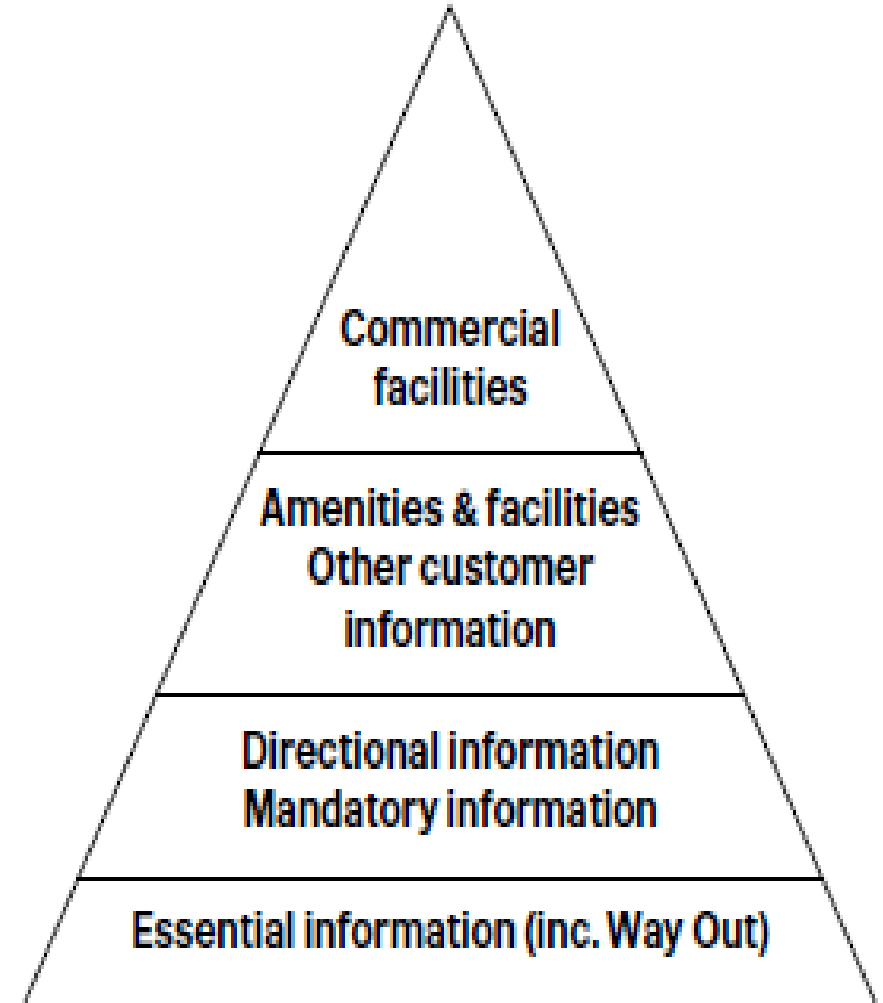 Commercial
facilities
Amenities & facilities
Other customer
information
Directional information
Mandatory information
Essential information (inc. Way Out)